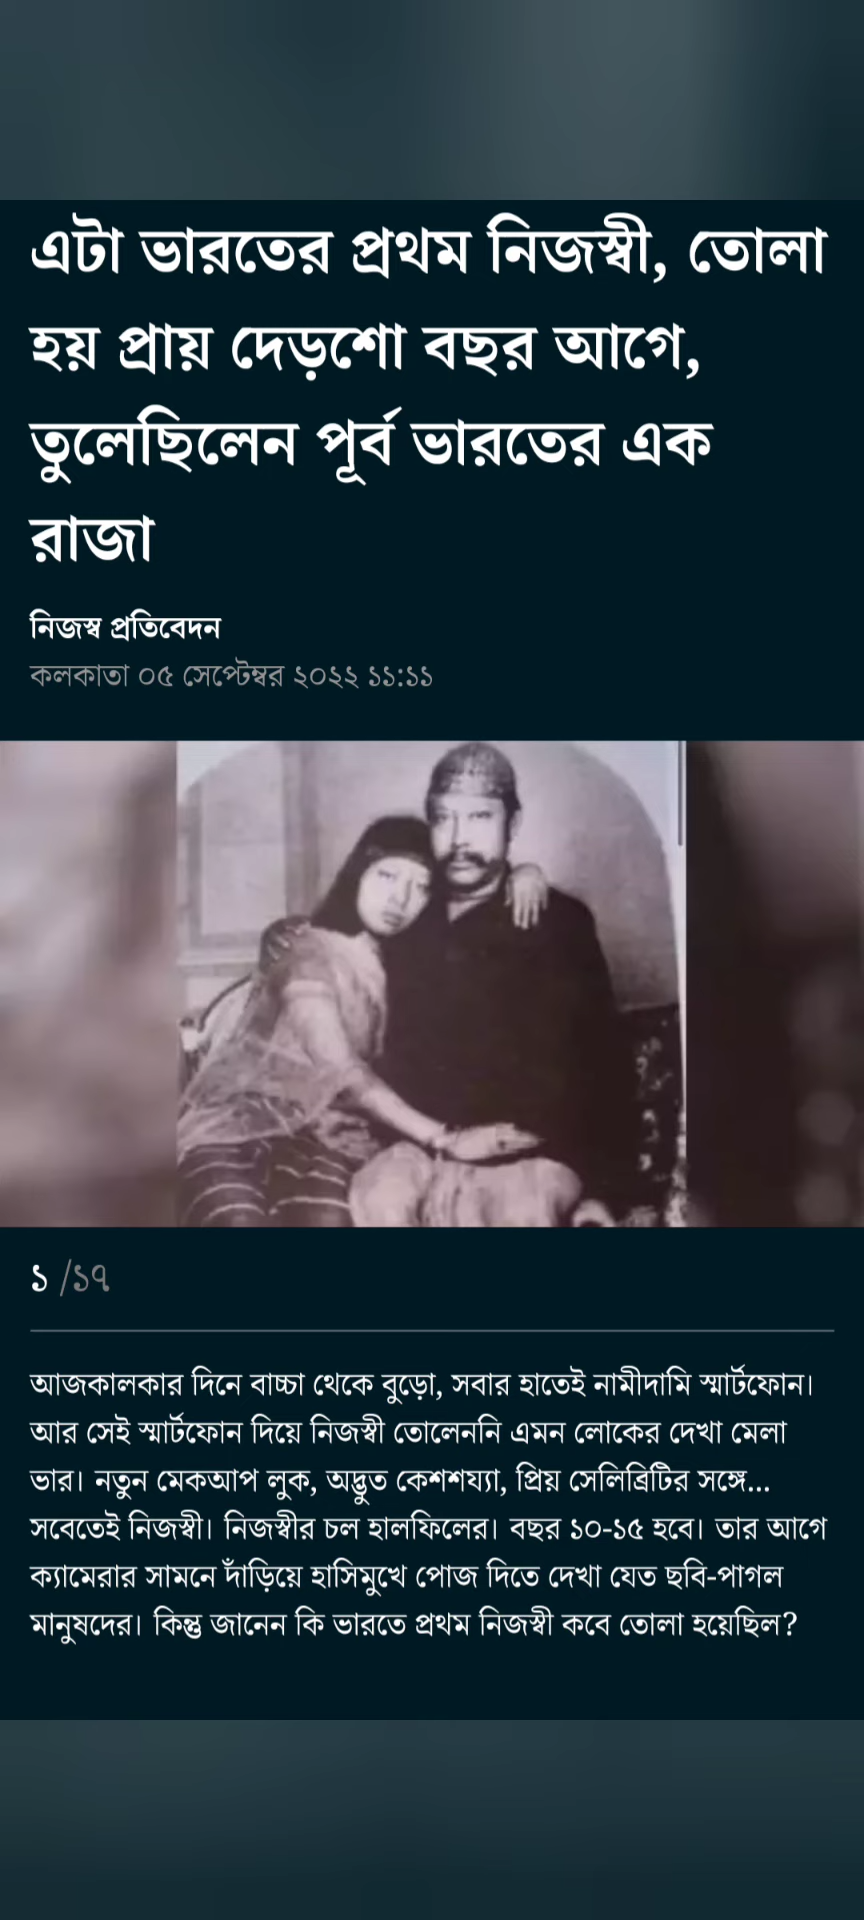 এটা ভারতের প্রথম নিজস্বী, তোলা
হয় প্রায় দেড়শো বছর আগে,
তুলেছিলেন পূর্ব ভারতের এক
রাজা
নিজস্ব প্রতিবেদন
কলকাতা ০৫ সেপ্টেম্বর ২০২২ ১১:১১
১ /১৭
আজকালকার দিনে বাচ্চা থেকে বুড়ো, সবার হাতেই নামীদামি স্মার্টফোন।
আর সেই স্মার্টফোন দিয়ে নিজস্বী তোলেননি এমন লোকের দেখা মেলা
ভার। নতুন মেকআপ লুক, অদ্ভুত কেশশয্যা, প্রিয় সেলিব্রিটির সঙ্গে...
সবেতেই নিজস্বী। নিজস্বীর চল হালফিলের। বছর ১০-১৫ হবে। তার আগে
ক্যামেরার সামনে দাঁড়িয়ে হাসিমুখে পোজ দিতে দেখা যেত ছবি-পাগল
মানুষদের। কিন্তু জানেন কি ভারতে প্রথম নিজস্বী কবে তোলা হয়েছিল?